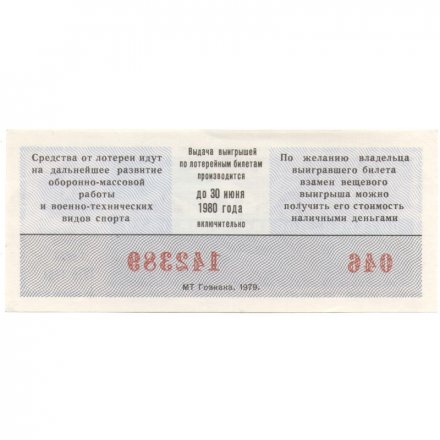 Средства от лотереи идут
на дальнейшее развитие
оборонно-массовой
работы
и военно-технических
видов спорта
Выдача выигрышей
по лотерейным билетам
производится
до 30 июня
1980 года
включительно
По желанию владельца
выигравшего билета
взамен вещевого
выигрыша можно
получить его стоимость
наличными деньгами
142389
046
МТ Гознака. 1979.